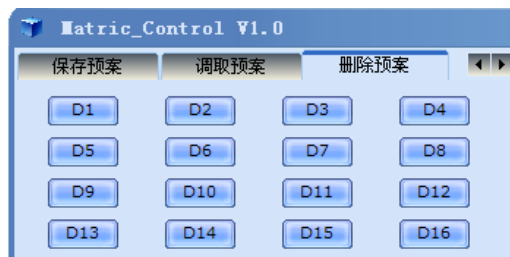 Matric_Control V1.0
保存预案 调取预案 删除预案
D1 D2 D3 D4
D5 D6 D7 D8
D9 D10 D11 D12
D13 D14 D15 D16